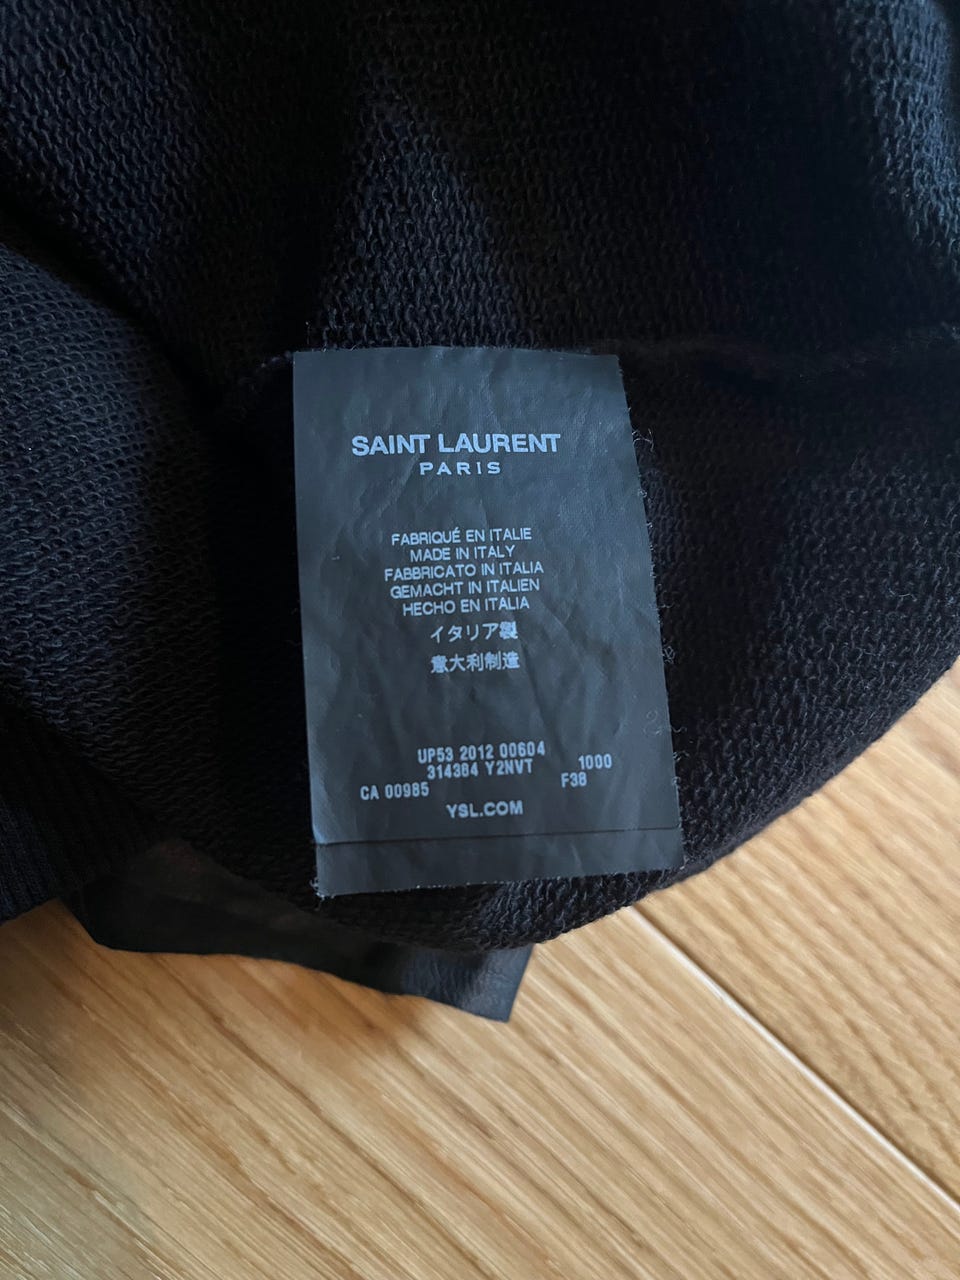 SAINT LAURENT
PARIS
FABRIQUÉ EN ITALIE
MADE IN ITALY
FABBRICATO IN ITALIA
GEMACHT IN ITALIEN
HECHO EN ITALIA
イタリア製
意大利制造
UP53 2012 00604
314384 Y2NVT 1000
CA 00985 F38
YSL.COM